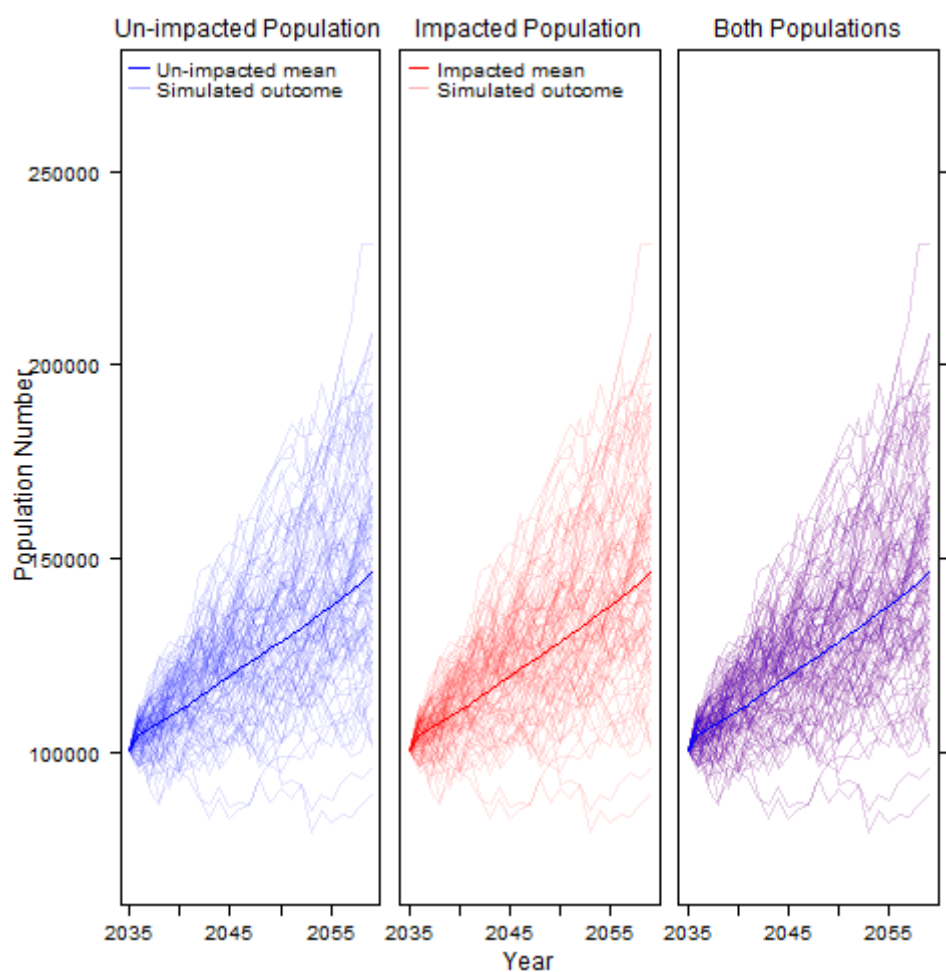 Un-impacted Population
Impacted Population
Both Populations
Un-impacted mean
Simulated outcome
Impacted mean
Simulated outcome
Population Number
250000
200000
150000
100000
2035
2045
2055
2035
2045
2055
2035
2045
2055
Year